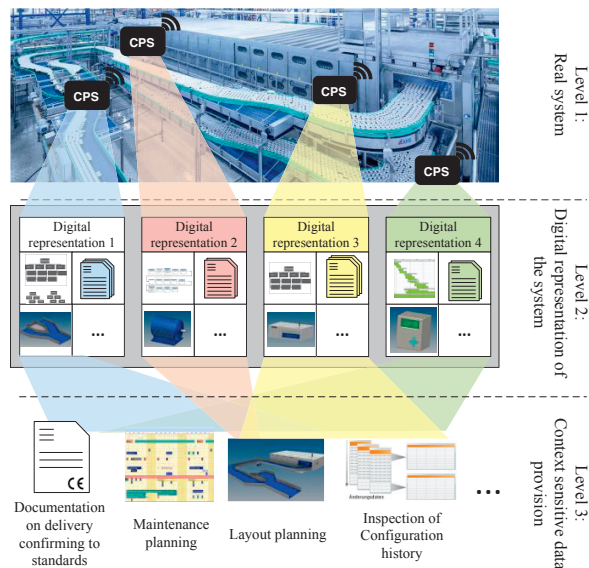 CPS
CPS
CPS
CPS
Level 1:
Real system
Digital
representation 1
Digital
representation 2
Digital
representation 3
Digital
representation 4
...
...
...
...
Level 2:
Digital representation of
the system
CE
Änderungsdaten
...
Documentation
on delivery
confirming to
standards
Maintenance
planning
Layout planning
Inspection of
Configuration
history
Level 3:
Context sensitive data
provision